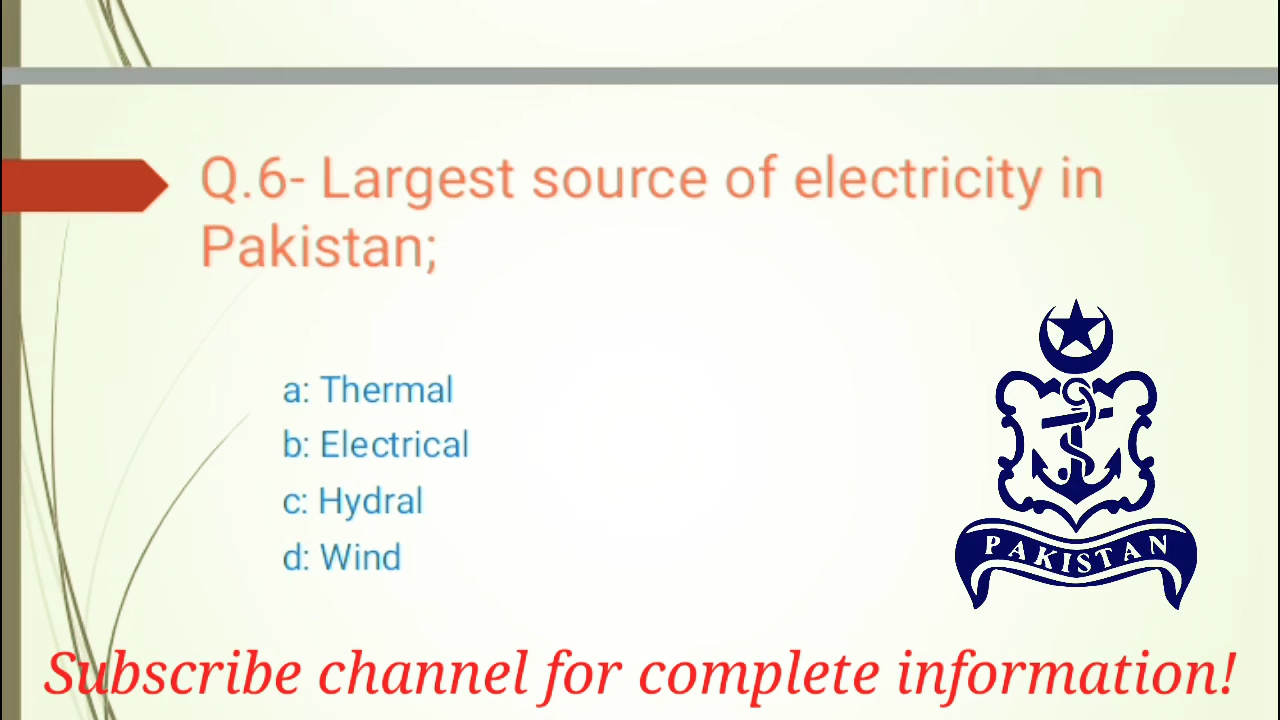 Q.6- Largest source of electricity in
Pakistan;
a: Thermal
b: Electrical
c: Hydral
d: Wind
PAKISTAN
Subscribe channel for complete information!